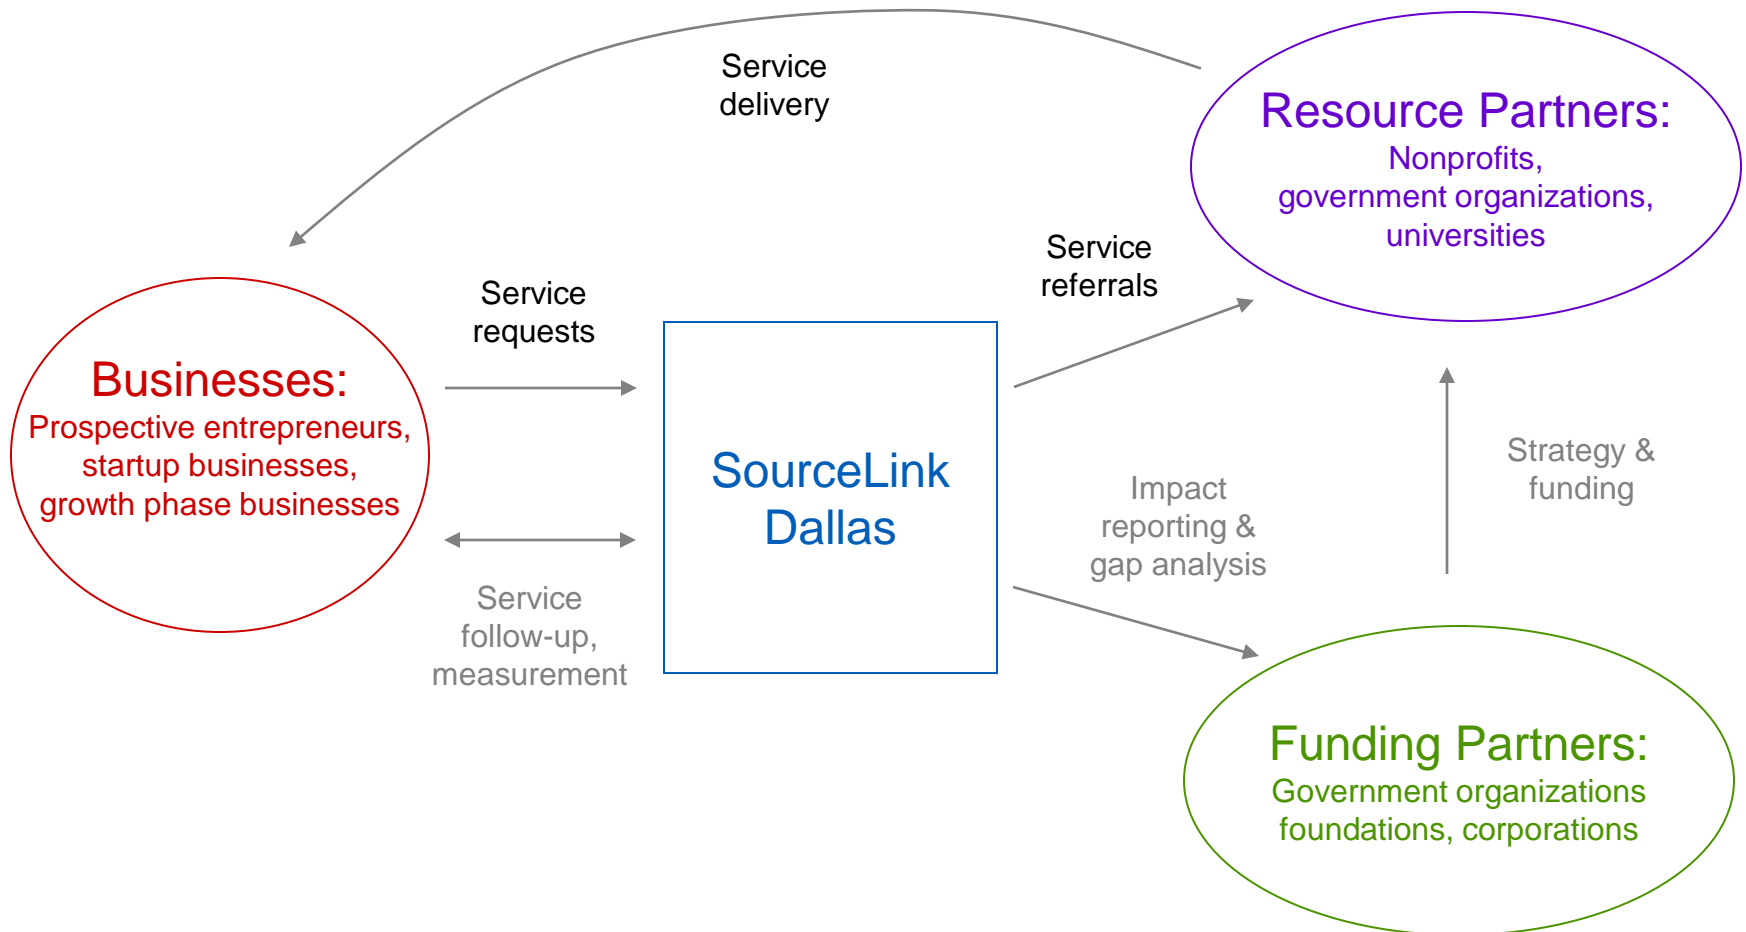 Service
delivery
Resource Partners:
Nonprofits,
government organizations,
universities
Service
referrals
Service
requests
Businesses:
Prospective entrepreneurs,
startup businesses,
growth phase businesses
SourceLink
Dallas
Impact
reporting &
gap analysis
Strategy &
funding
Service
follow-up,
measurement
Funding Partners:
Government organizations
foundations, corporations